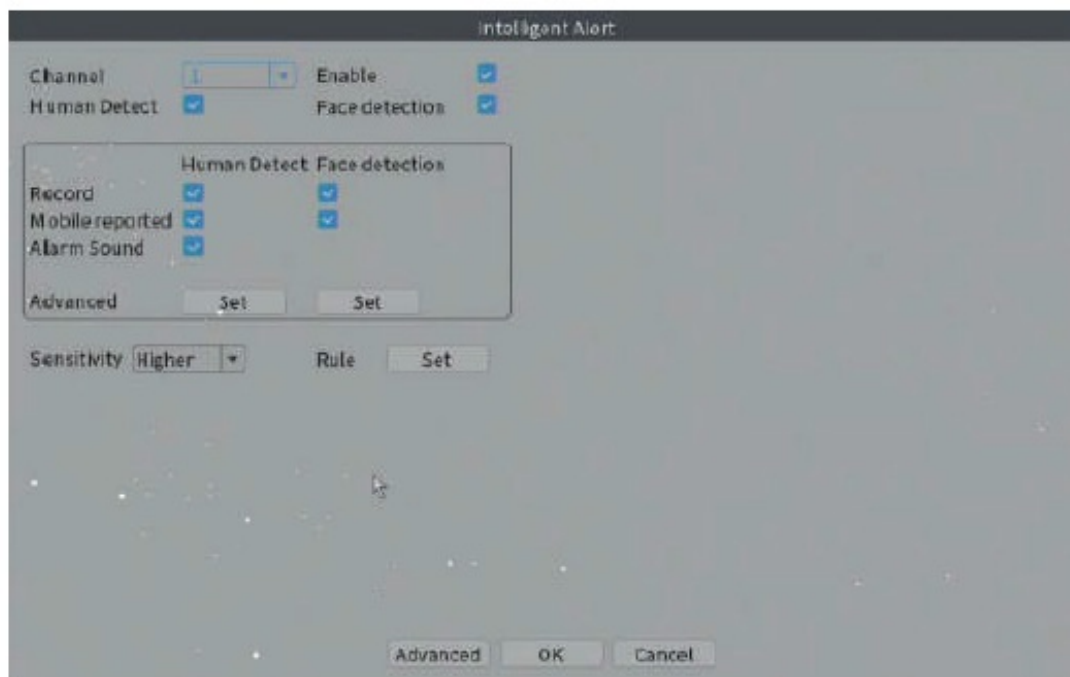 Intelligent Alert
Channel 1 Enable
Human Detect Face detection
Human Detect Face detection
Record
Mobile reported
Alarm Sound
Advanced Set Set
Sensitivity Higher Rule Set
Advanced OK Cancel